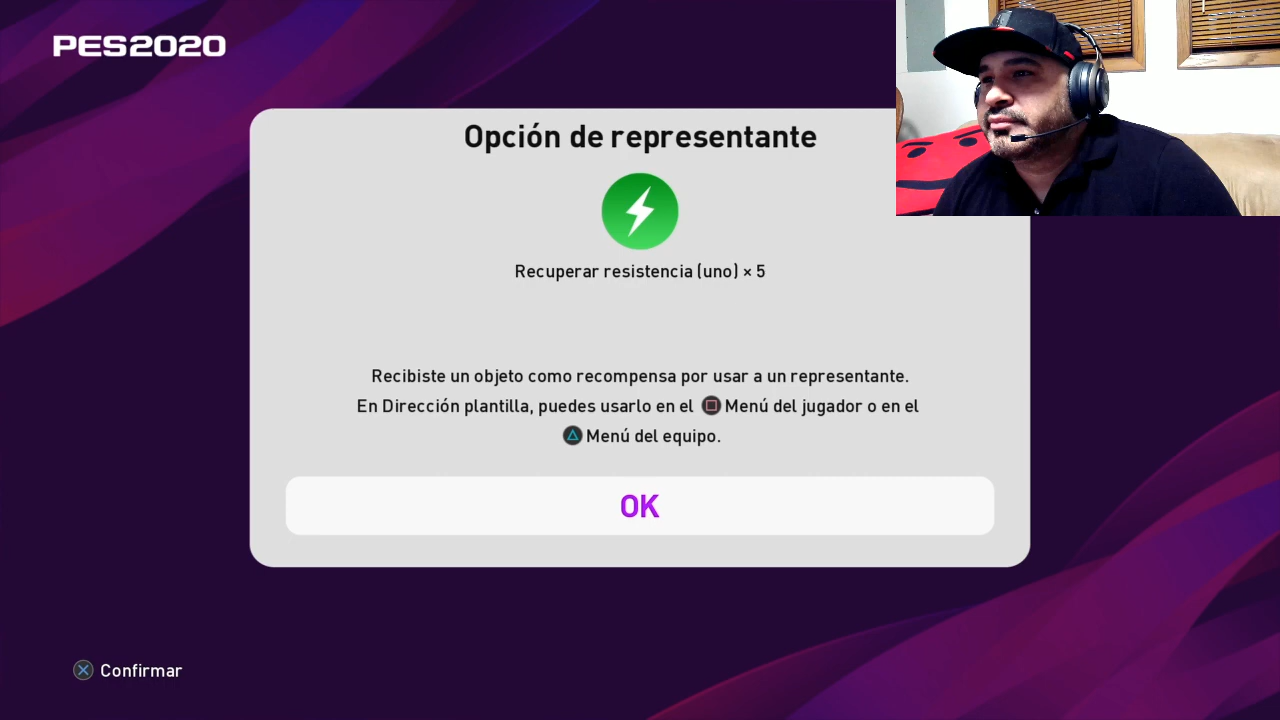 PES2020
Opción de representante
Recuperar resistencia (uno) × 5
Recibiste un objeto como recompensa por usar a un representante.
En Dirección plantilla, puedes usarlo en el Menú del jugador o en el
Menú del equipo.
OK
Confirmar